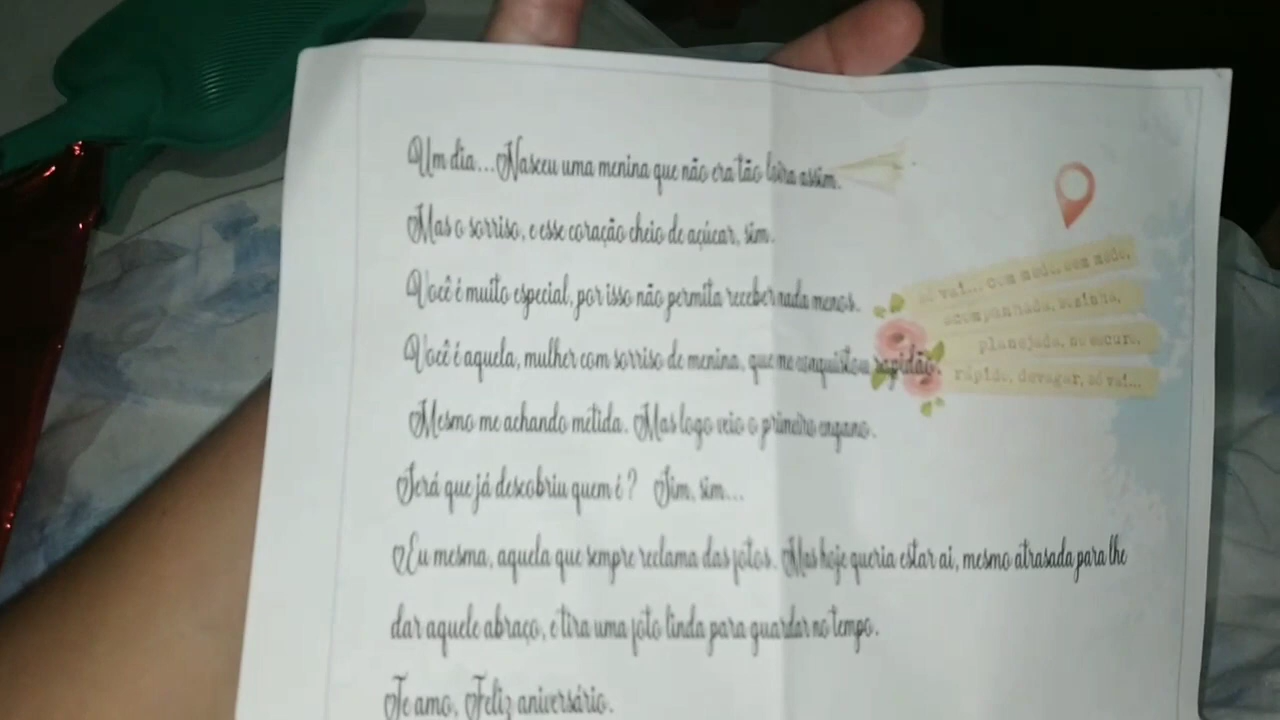 Um dia...Nasceu uma menina que não era tão loira assim.
Mas o sorriso, e esse coração cheio de açúcar, sim.
Você é muito especial, por isso não permita receber nada menos.
Você é aquela, mulher com sorriso de menina, que me conquistou rapidão.
Mesmo me achando métida. Mas logo veio o primeiro engano.
Será que já descobriu quem é? Sim, sim...
Eu mesma, aquela que sempre reclama das fotos. Mas hoje queria estar ai, mesmo atrasada para lhe
dar aquele abraço, e tira uma foto linda para guardar no tempo.
Te amo, Feliz aniversário.
só vai... com medo, sem medo,
acompanhada, sozinha,
planejada, no escuro,
rápido, devagar, só vai...